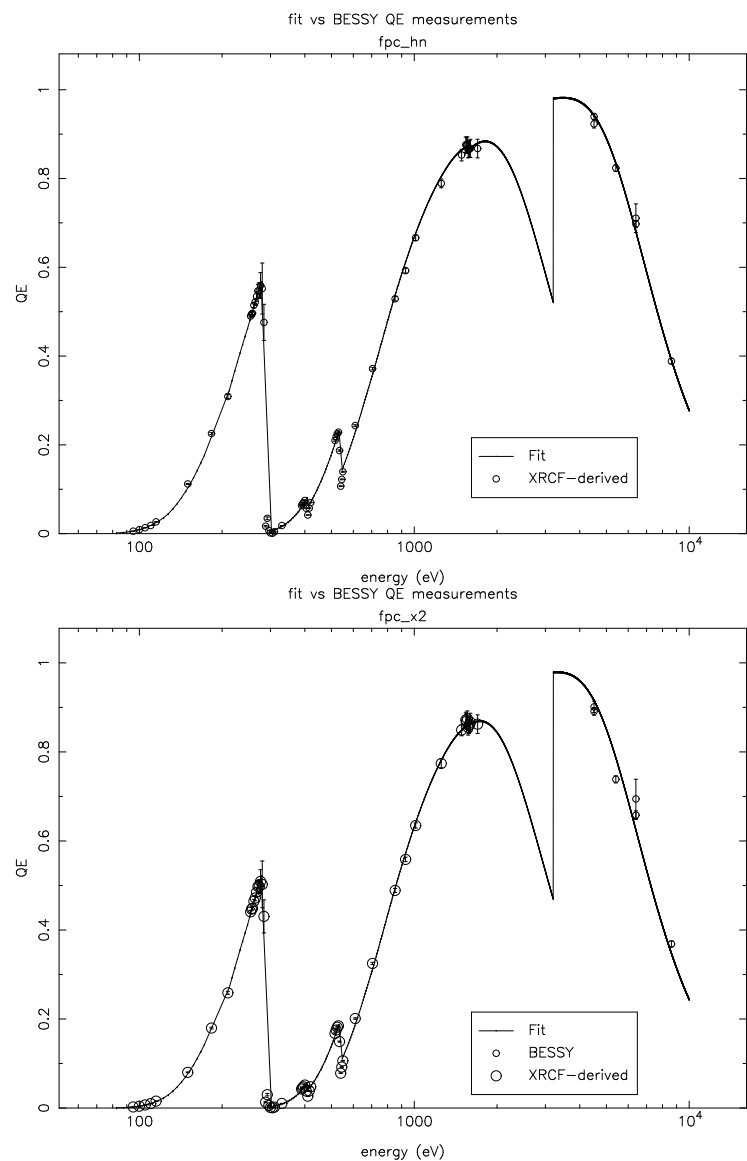 fit vs BESSY QE measurements
fpc_hn
1
0.8
0.6
0.4
0.2
0
QE
Fit
XRCF-derived
100
1000
10^4
energy (eV)
fit vs BESSY QE measurements
fpc_x2
1
0.8
0.6
0.4
0.2
0
QE
Fit
BESSY
XRCF-derived
100
1000
10^4
energy (eV)